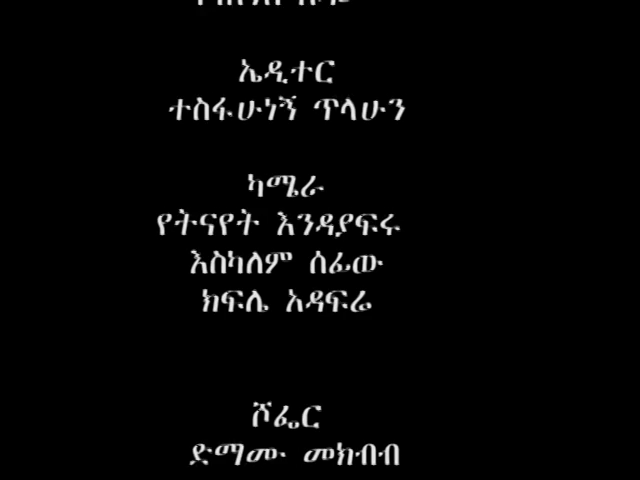 ኤዲተር
ተስፋሁነኝ ጥላሁን
ካሜራ
የትናየት እንዳያፍሩ
እስካለም ሰፊው
ክፍሌ አዳፍሬ
ሾፌር
ድማሙ መክብብ